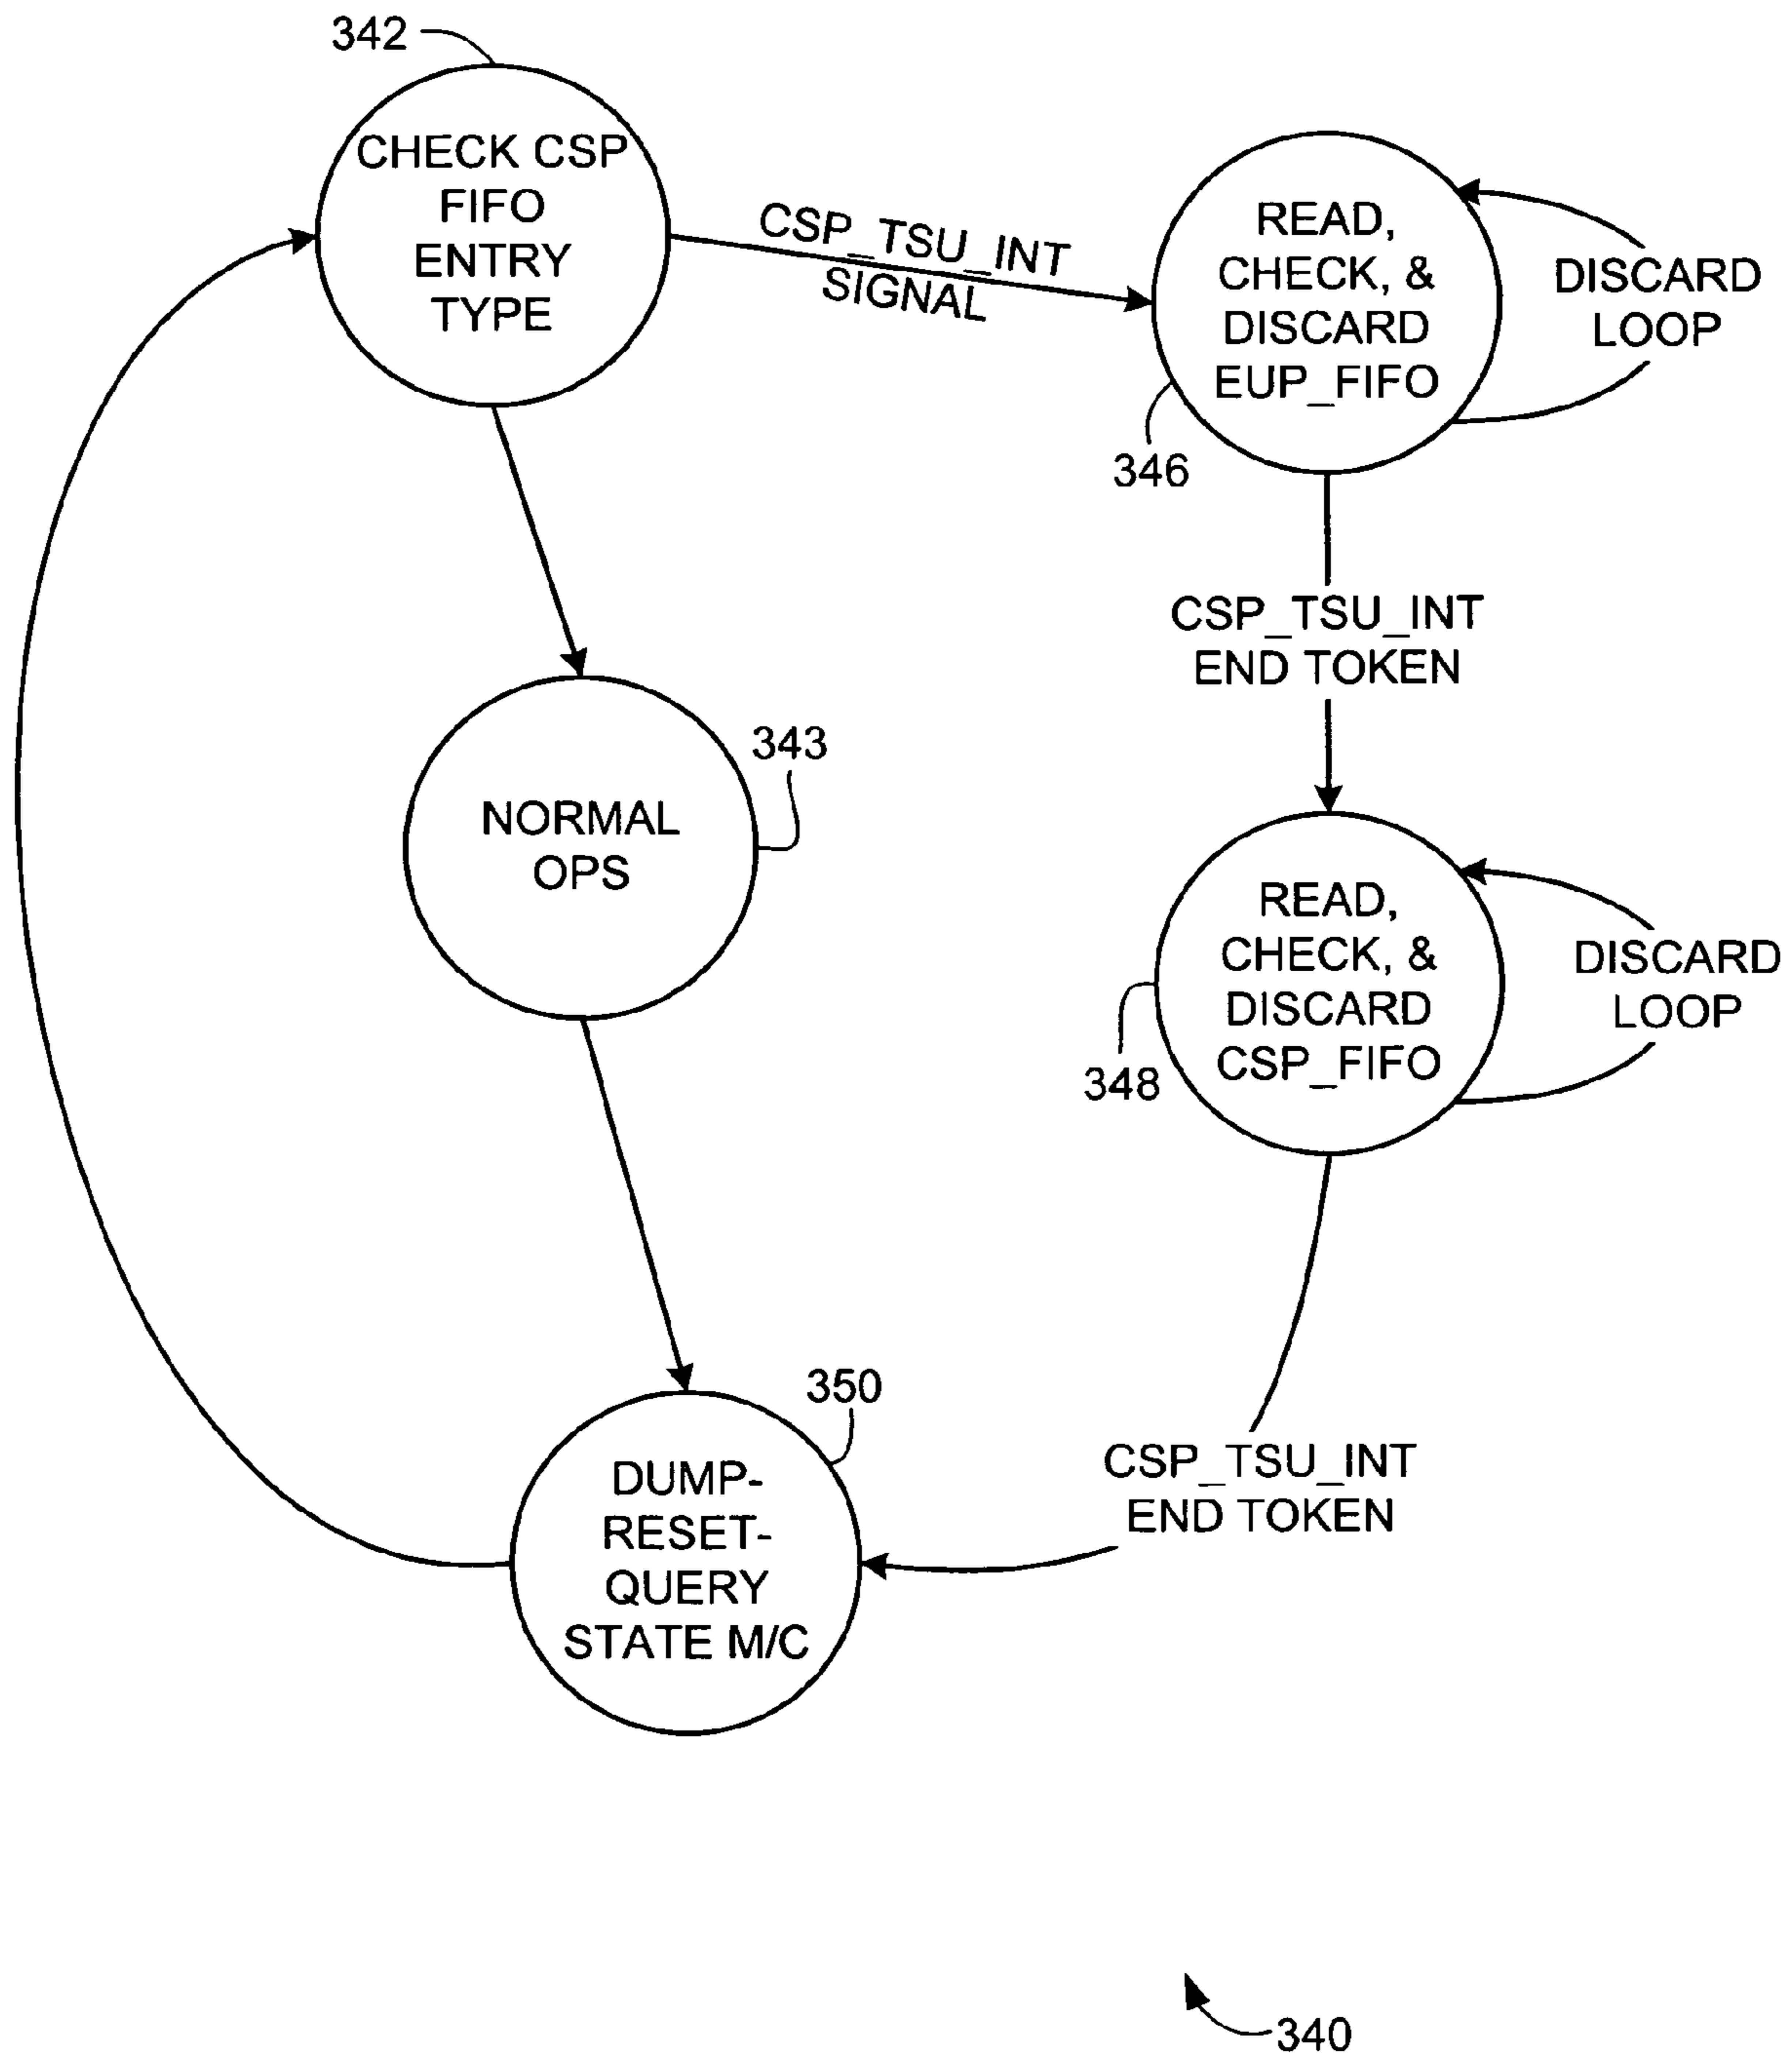 342
CHECK CSP
FIFO
ENTRY
TYPE
CSP_TSU_INT
SIGNAL
READ,
CHECK, &
DISCARD
EUP_FIFO
DISCARD
LOOP
346
CSP_TSU_INT
END TOKEN
343
NORMAL
OPS
READ,
CHECK, &
DISCARD
CSP_FIFO
DISCARD
LOOP
348
350
DUMP-
RESET-
QUERY
STATE M/C
CSP_TSU_INT
END TOKEN
340